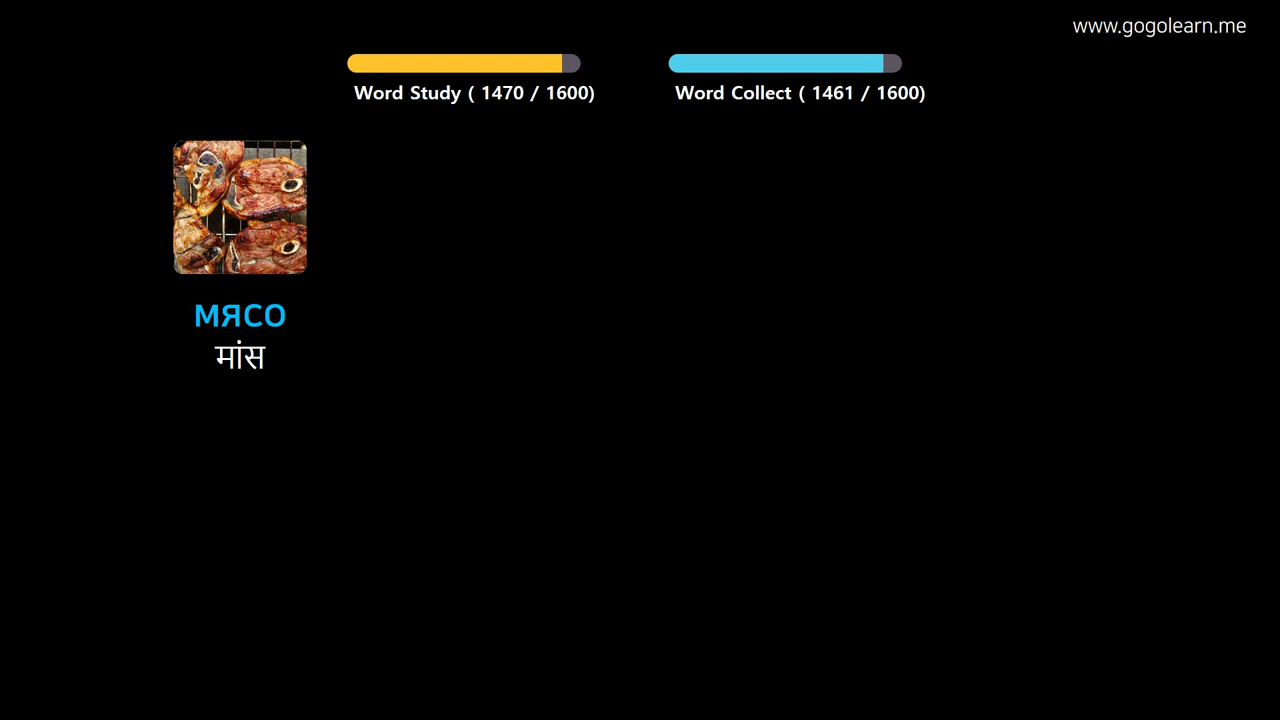 www.gogolearn.me
Word Study ( 1470 / 1600)
Word Collect ( 1461 / 1600)
мясо
मांस